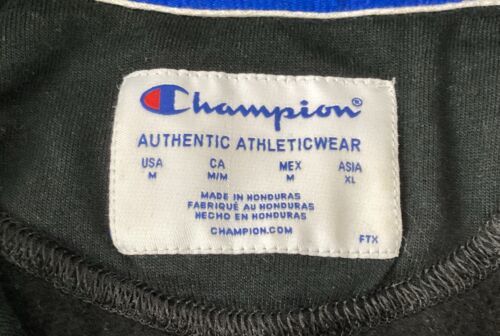 Champion®
AUTHENTIC ATHLETICWEAR
USA CA MEX ASIA
M M/M M XL
MADE IN HONDURAS
FABRIQUÉ AU HONDURAS
HECHO EN HONDURAS
CHAMPION.COM
FTX